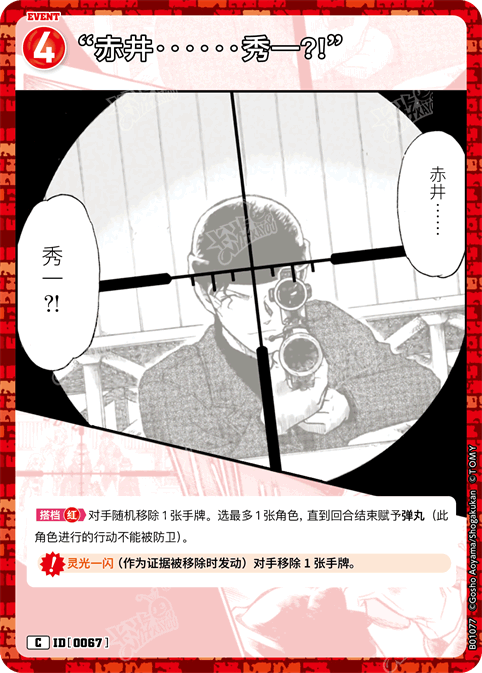 EVENT
4
“赤井······秀一?!”
赤井……
秀一?!
搭档 红 对手随机移除 1 张手牌。选最多 1 张角色，直到回合结束赋予弹丸（此
角色进行的行动不能被防卫）。
灵光一闪（作为证据被移除时发动）对手移除 1 张手牌。
C ID[0067]
B01077 ©Gosho Aoyama/Shogakukan ©TOMY